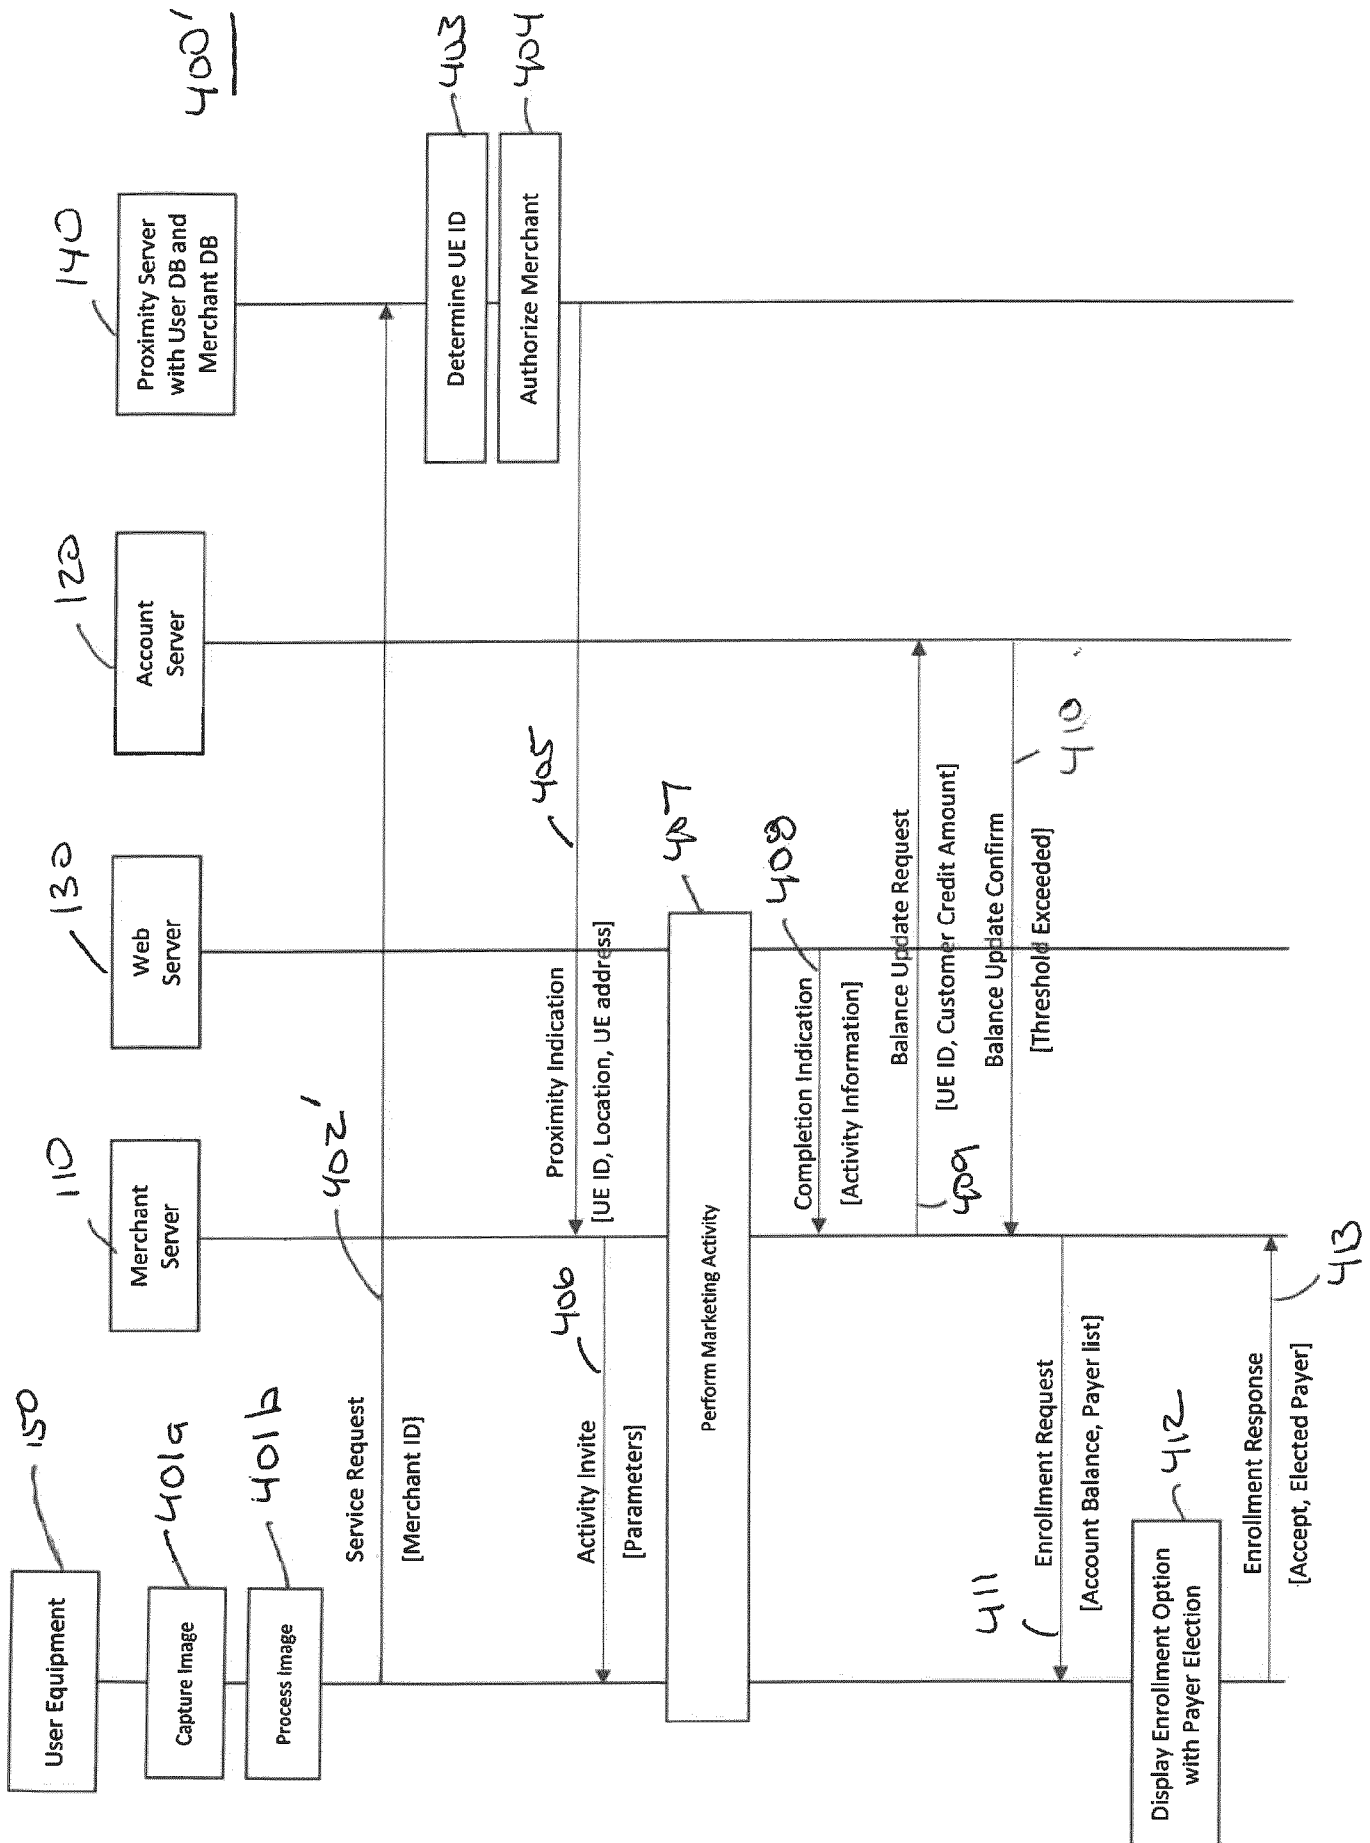 400'
150
User Equipment
110
Merchant
Server
130
Web
Server
120
Account
Server
140
Proximity Server
with User DB and
Merchant DB
Capture Image
401a
Process Image
401b
Service Request
[Merchant ID]
402'
Determine UE ID
403
Authorize Merchant
404
405
Proximity Indication
[UE ID, Location, UE address]
406
Activity Invite
[Parameters]
Perform Marketing Activity
407
408
Completion Indication
[Activity Information]
Balance Update Request
[UE ID, Customer Credit Amount]
409
Balance Update Confirm
[Threshold Exceeded]
410
411
Enrollment Request
[Account Balance, Payer list]
Display Enrollment Option
with Payer Election
412
Enrollment Response
[Accept, Elected Payer]
413